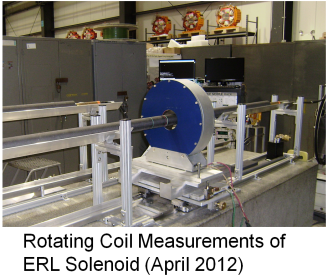 Rotating Coil Measurements of
ERL Solenoid (April 2012)